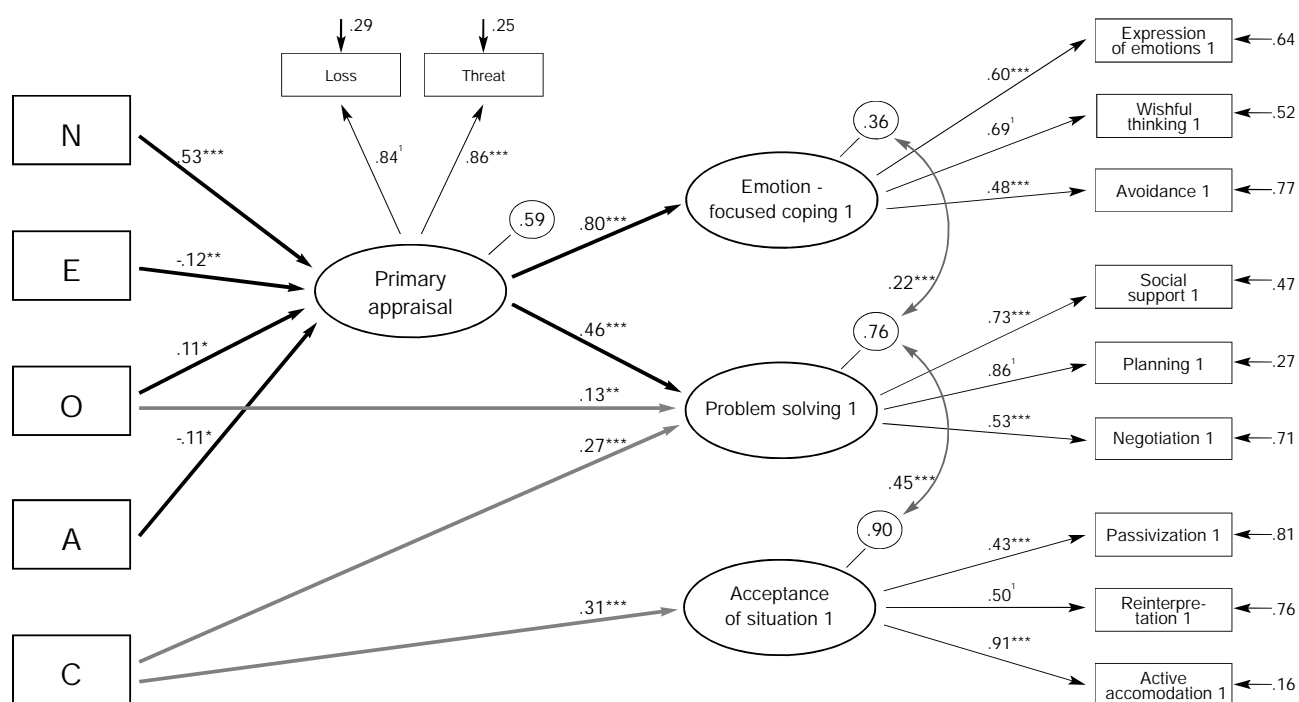 .29
.25
Loss
Threat
Expression
of emotions 1
.64
N
.53***
.84¹
.86***
.60***
.36
Wishful
thinking 1
.52
.69¹
Emotion -
focused coping 1
.48***
Avoidance 1
.77
E
-.12**
.59
.80***
Primary
appraisal
.22***
Social
support 1
.47
.73***
.76
.46***
.11*
O
.13**
Problem solving 1
.86¹
Planning 1
.27
-.11*
.27***
.53***
Negotiation 1
.71
.45***
A
.90
.43***
Passivization 1
.81
Acceptance
of situation 1
.31***
.50¹
Reinterpre-
tation 1
.76
C
.91***
Active
accomodation 1
.16